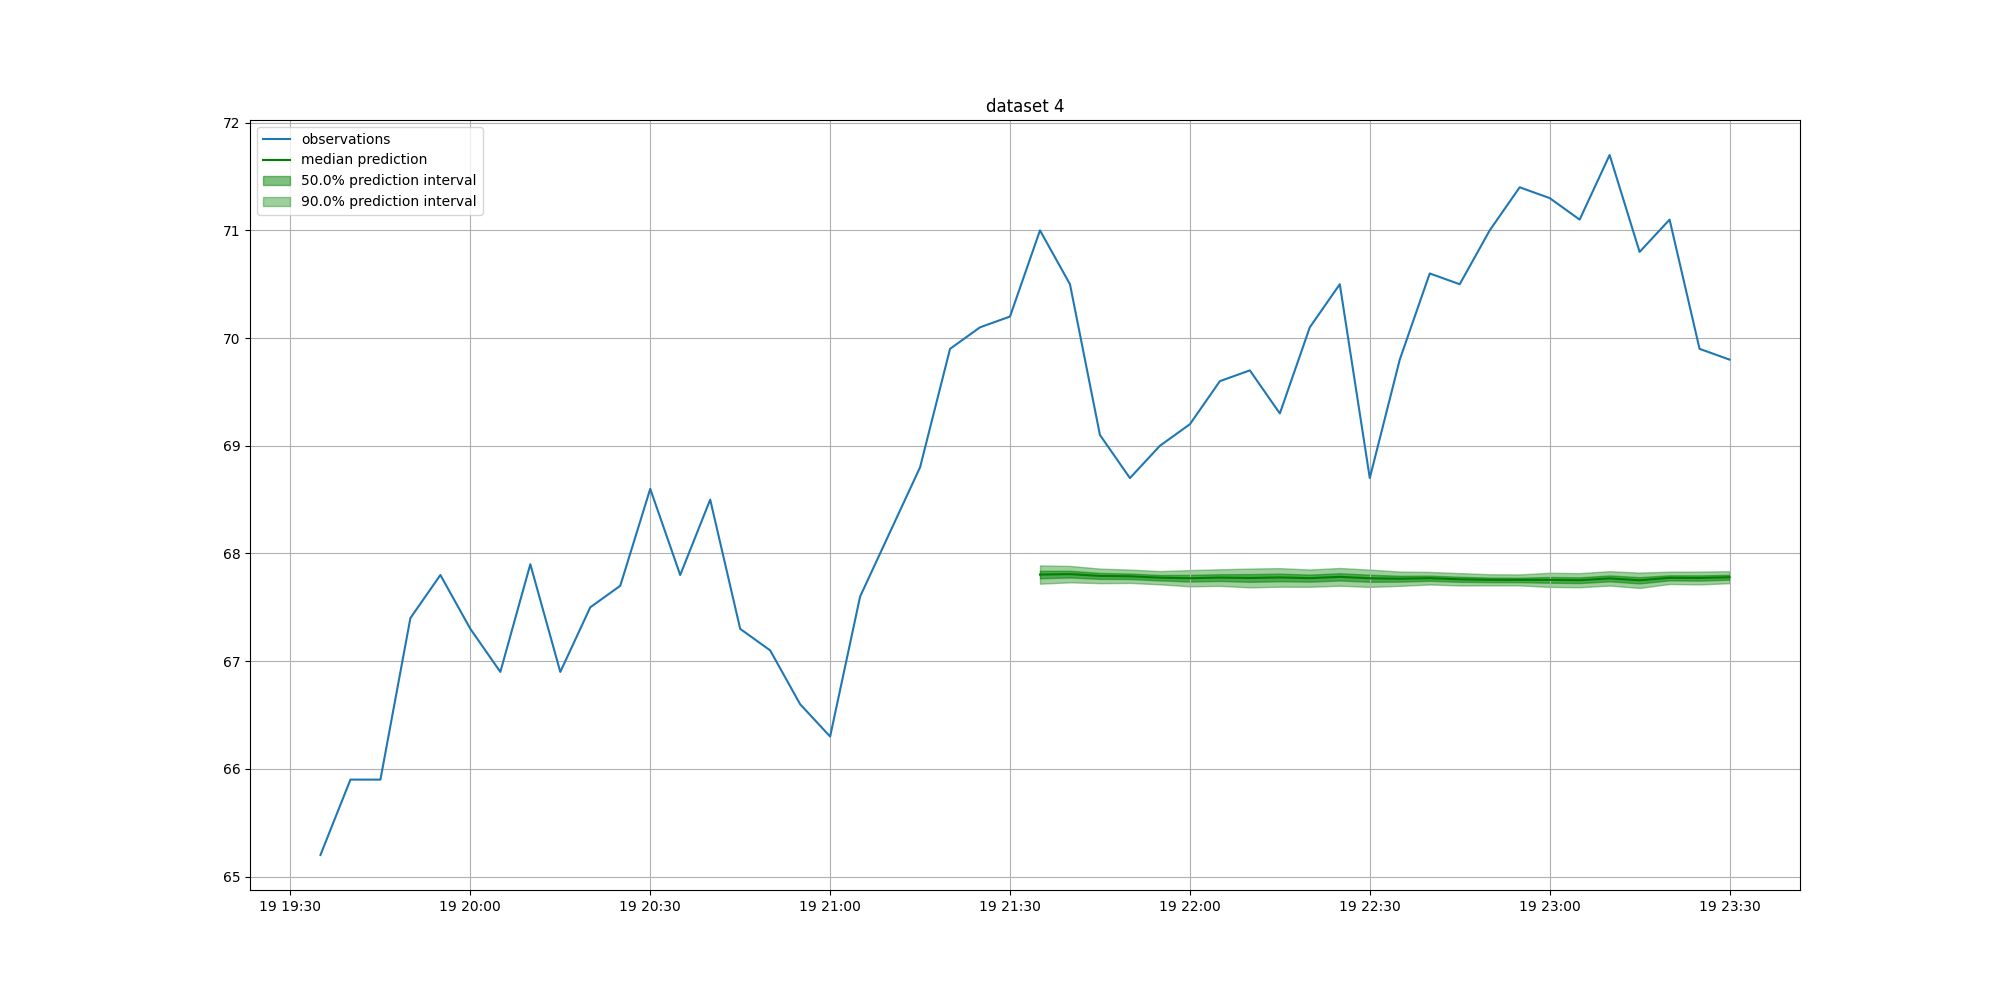 dataset 4
72
observations
median prediction
50.0% prediction interval
90.0% prediction interval
71
70
69
68
67
66
65
19 19:30 19 20:00 19 20:30 19 21:00 19 21:30 19 22:00 19 22:30 19 23:00 19 23:30